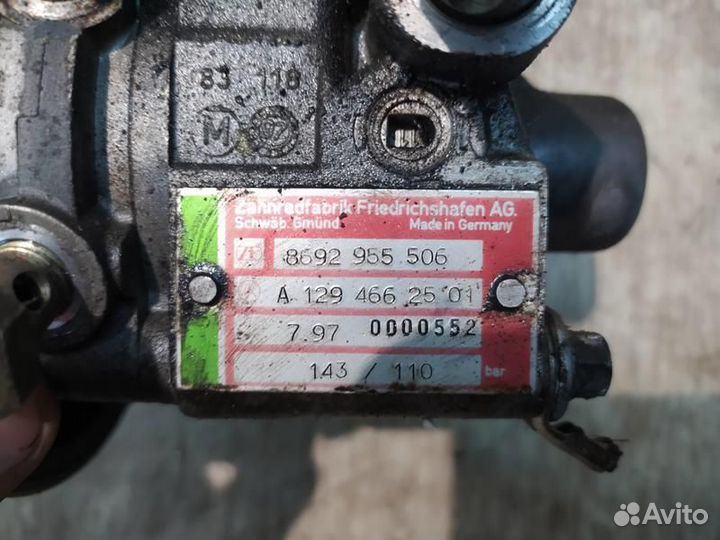 83 118
M
Zahnradfabrik Friedrichshafen AG.
Schwäb. Gmünd Made in Germany
8692 955 506
A 129 466 25 01
7.97 0000552
143 / 110 bar
Avito